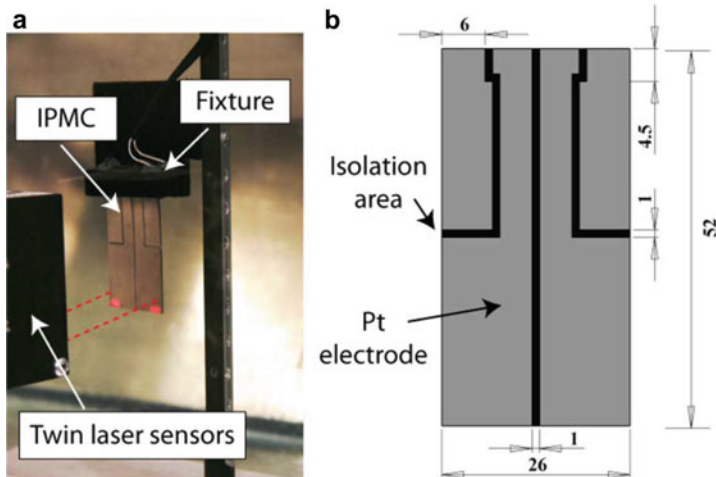 a
Fixture
IPMC
Twin laser sensors
b
6
4.5
Isolation
area
1
52
Pt
electrode
1
26